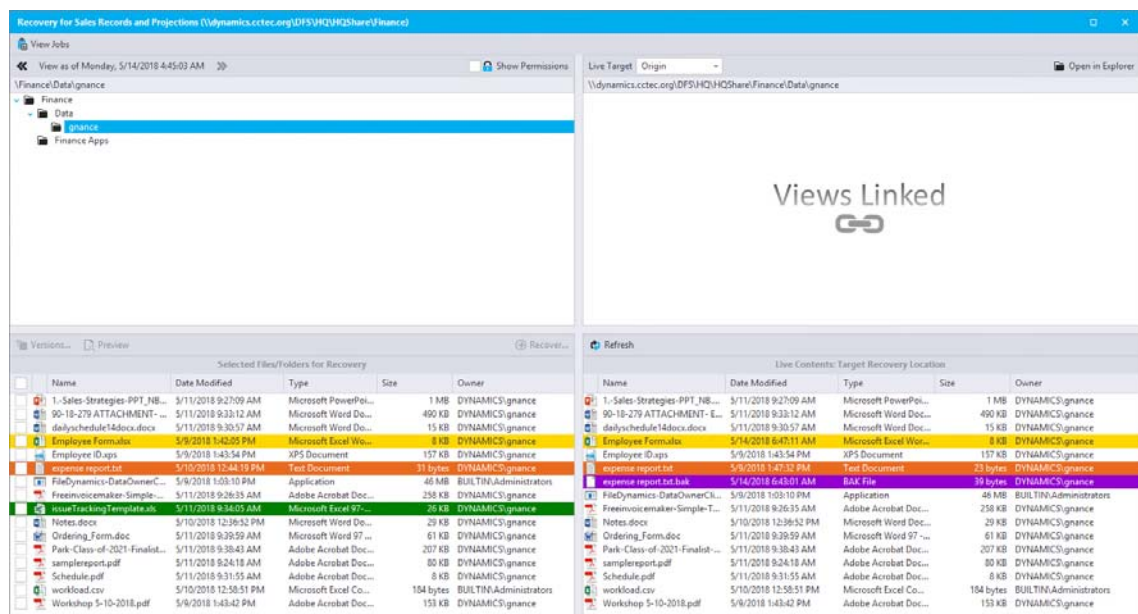 Recovery for Sales Records and Projections (\\dynamics.cctec.org\DFS\HQ\HQShare\Finance)
View Jobs
View as of Monday, 5/14/2018 4:45:03 AM
Show Permissions
\Finance\Data\gnance
Finance
Data
gnance
Finance Apps
Live Target Origin
Open in Explorer
\\dynamics.cctec.org\DFS\HQ\HQShare\Finance\Data\gnance
Views Linked
Versions... Preview Recover...
Selected Files/Folders for Recovery
Name Date Modified Type Size Owner
1.-Sales-Strategies-PPT_NB... 5/11/2018 9:27:09 AM Microsoft PowerPoi... 1 MB DYNAMICS\gnance
90-18-279 ATTACHMENT- ... 5/11/2018 9:33:12 AM Microsoft Word Do... 490 KB DYNAMICS\gnance
dailyschedule14docx.docx 5/11/2018 9:30:57 AM Microsoft Word Do... 15 KB DYNAMICS\gnance
Employee Form.xlsx 5/9/2018 1:42:05 PM Microsoft Excel Wo... 8 KB DYNAMICS\gnance
Employee ID.xps 5/9/2018 1:43:54 PM XPS Document 157 KB DYNAMICS\gnance
expense report.txt 5/10/2018 12:44:19 PM Text Document 31 bytes DYNAMICS\gnance
FileDynamics-DataOwnerC... 5/9/2018 1:03:10 PM Application 46 MB BUILTIN\Administrators
Freeinvoicemaker-Simple-... 5/11/2018 9:26:35 AM Adobe Acrobat Doc... 258 KB DYNAMICS\gnance
issueTrackingTemplate.xls 5/11/2018 9:34:05 AM Microsoft Excel 97-... 26 KB DYNAMICS\gnance
Notes.docx 5/10/2018 12:36:52 PM Microsoft Word Do... 29 KB DYNAMICS\gnance
Ordering_Form.doc 5/11/2018 9:39:59 AM Microsoft Word 97 ... 61 KB DYNAMICS\gnance
Park-Class-of-2021-Finalist... 5/11/2018 9:38:43 AM Adobe Acrobat Doc... 207 KB DYNAMICS\gnance
samplereport.pdf 5/11/2018 9:24:18 AM Adobe Acrobat Doc... 80 KB DYNAMICS\gnance
Schedule.pdf 5/11/2018 9:31:55 AM Adobe Acrobat Doc... 8 KB DYNAMICS\gnance
workload.csv 5/10/2018 12:58:51 PM Microsoft Excel Co... 184 bytes BUILTIN\Administrators
Workshop 5-10-2018.pdf 5/9/2018 1:43:42 PM Adobe Acrobat Doc... 153 KB DYNAMICS\gnance
Refresh
Live Contents: Target Recovery Location
Name Date Modified Type Size Owner
1.-Sales-Strategies-PPT_NB... 5/11/2018 9:27:09 AM Microsoft PowerPoi... 1 MB DYNAMICS\gnance
90-18-279 ATTACHMENT- E... 5/11/2018 9:33:12 AM Microsoft Word Doc... 490 KB DYNAMICS\gnance
dailyschedule14docx.docx 5/11/2018 9:30:57 AM Microsoft Word Doc... 15 KB DYNAMICS\gnance
Employee Form.xlsx 5/14/2018 6:47:11 AM Microsoft Excel Wor... 8 KB DYNAMICS\gnance
Employee ID.xps 5/9/2018 1:43:54 PM XPS Document 157 KB DYNAMICS\gnance
expense report.txt 5/9/2018 1:47:32 PM Text Document 23 bytes DYNAMICS\gnance
expense report.txt.bak 5/14/2018 6:43:01 AM BAK File 39 bytes DYNAMICS\gnance
FileDynamics-DataOwnerCli... 5/9/2018 1:03:10 PM Application 46 MB BUILTIN\Administrators
Freeinvoicemaker-Simple-T... 5/11/2018 9:26:35 AM Adobe Acrobat Doc... 258 KB DYNAMICS\gnance
Notes.docx 5/10/2018 12:36:52 PM Microsoft Word Doc... 29 KB DYNAMICS\gnance
Ordering_Form.doc 5/11/2018 9:39:59 AM Microsoft Word 97 -... 61 KB DYNAMICS\gnance
Park-Class-of-2021-Finalist-... 5/11/2018 9:38:43 AM Adobe Acrobat Doc... 207 KB DYNAMICS\gnance
samplereport.pdf 5/11/2018 9:24:18 AM Adobe Acrobat Doc... 80 KB DYNAMICS\gnance
Schedule.pdf 5/11/2018 9:31:55 AM Adobe Acrobat Doc... 8 KB DYNAMICS\gnance
workload.csv 5/10/2018 12:58:51 PM Microsoft Excel Co... 184 bytes BUILTIN\Administrators
Workshop 5-10-2018.pdf 5/9/2018 1:43:42 PM Adobe Acrobat Doc... 153 KB DYNAMICS\gnance